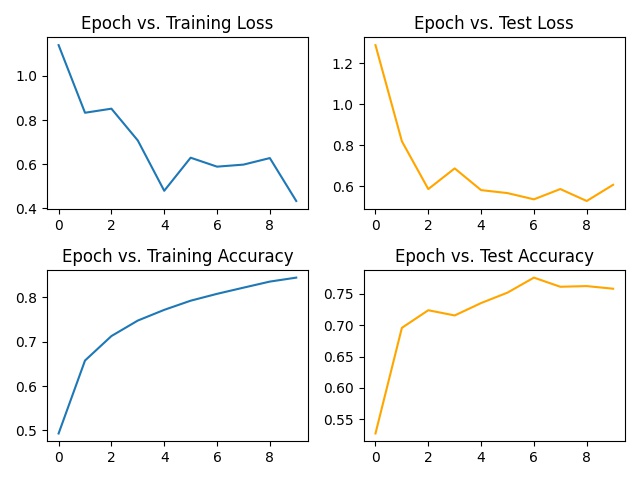 Epoch vs. Training Loss
1.0
0.8
0.6
0.4
0 2 4 6 8
Epoch vs. Test Loss
1.2
1.0
0.8
0.6
0 2 4 6 8
Epoch vs. Training Accuracy
0.8
0.7
0.6
0.5
0 2 4 6 8
Epoch vs. Test Accuracy
0.75
0.70
0.65
0.60
0.55
0 2 4 6 8